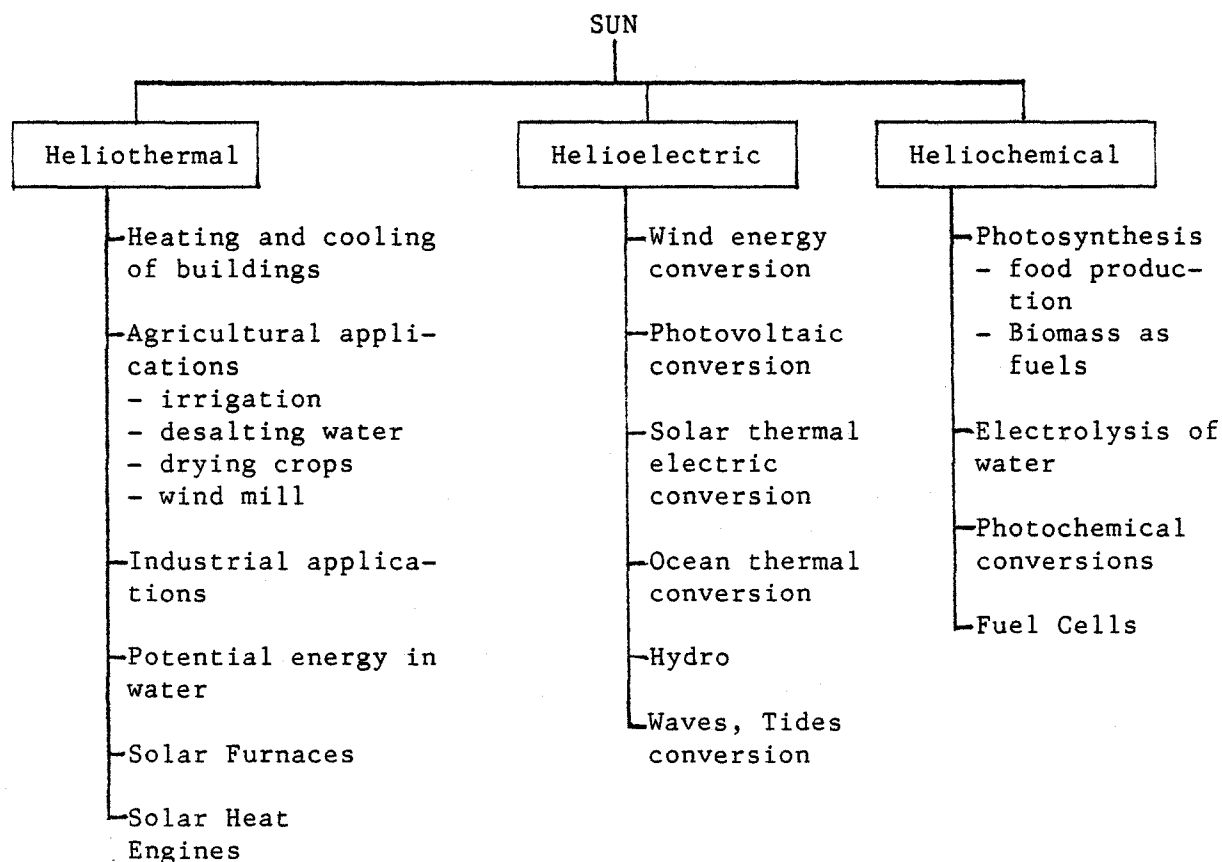 SUN
Heliothermal
Heating and cooling
of buildings
Agricultural appli-
cations
- irrigation
- desalting water
- drying crops
- wind mill
Industrial applica-
tions
Potential energy in
water
Solar Furnaces
Solar Heat
Engines
Helioelectric
Wind energy
conversion
Photovoltaic
conversion
Solar thermal
electric
conversion
Ocean thermal
conversion
Hydro
Waves, Tides
conversion
Heliochemical
Photosynthesis
- food produc-
tion
- Biomass as
fuels
Electrolysis of
water
Photochemical
conversions
Fuel Cells